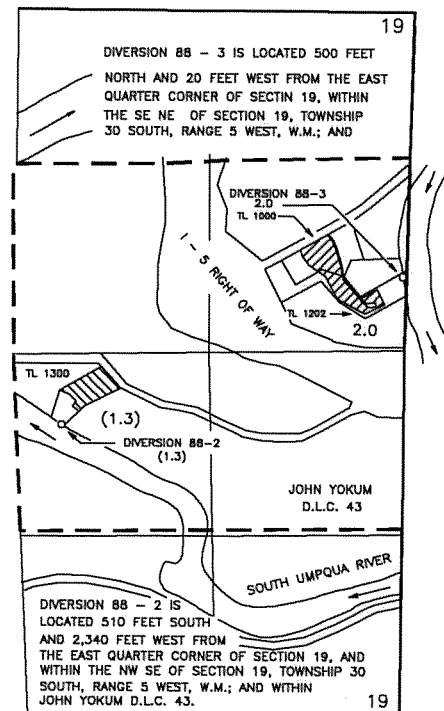 19
DIVERSION 88 – 3 IS LOCATED 500 FEET
NORTH AND 20 FEET WEST FROM THE EAST
QUARTER CORNER OF SECTIN 19, WITHIN
THE SE NE OF SECTION 19, TOWNSHIP
30 SOUTH, RANGE 5 WEST, W.M.; AND
DIVERSION 88–3
2.0
TL 1000
I – 5 RIGHT OF WAY
TL 1202
2.0
TL 1300
(1.3)
DIVERSION 88–2
(1.3)
JOHN YOKUM
D.L.C. 43
SOUTH UMPQUA RIVER
DIVERSION 88 – 2 IS
LOCATED 510 FEET SOUTH
AND 2,340 FEET WEST FROM
THE EAST QUARTER CORNER OF SECTION 19, AND
WITHIN THE NW SE OF SECTION 19, TOWNSHIP 30
SOUTH, RANGE 5 WEST, W.M.; AND WITHIN
JOHN YOKUM D.L.C. 43.
19